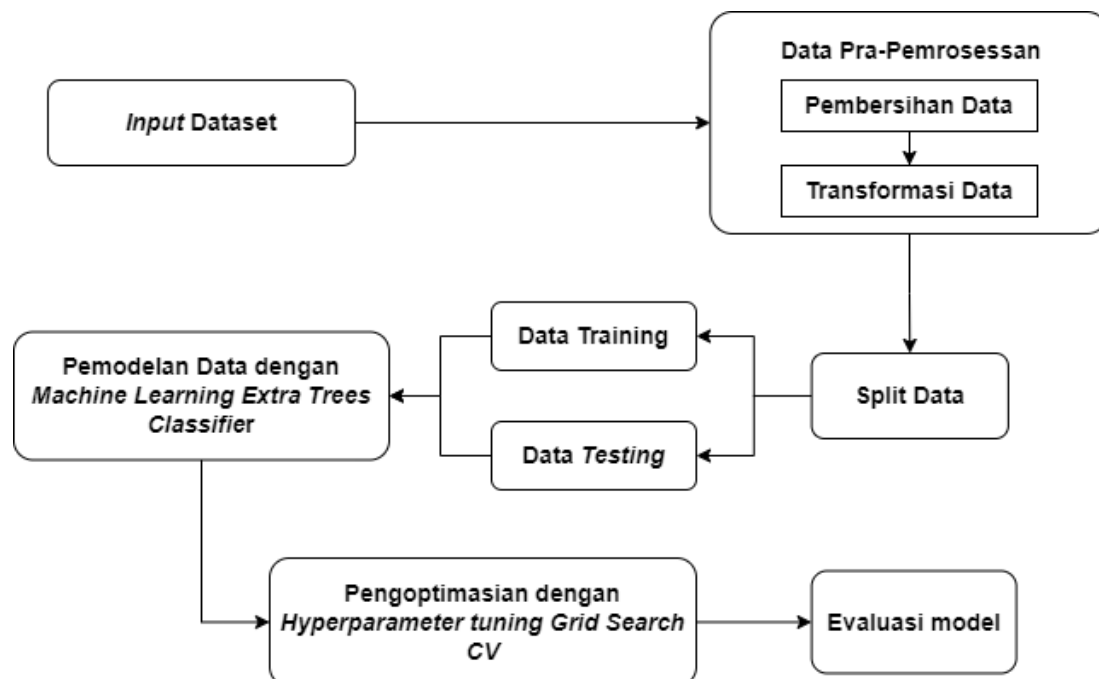 Input Dataset
Data Pra-Pemrosessan
Pembersihan Data
Transformasi Data
Split Data
Data Training
Data Testing
Pemodelan Data dengan
Machine Learning Extra Trees
Classifier
Pengoptimasian dengan
Hyperparameter tuning Grid Search
CV
Evaluasi model